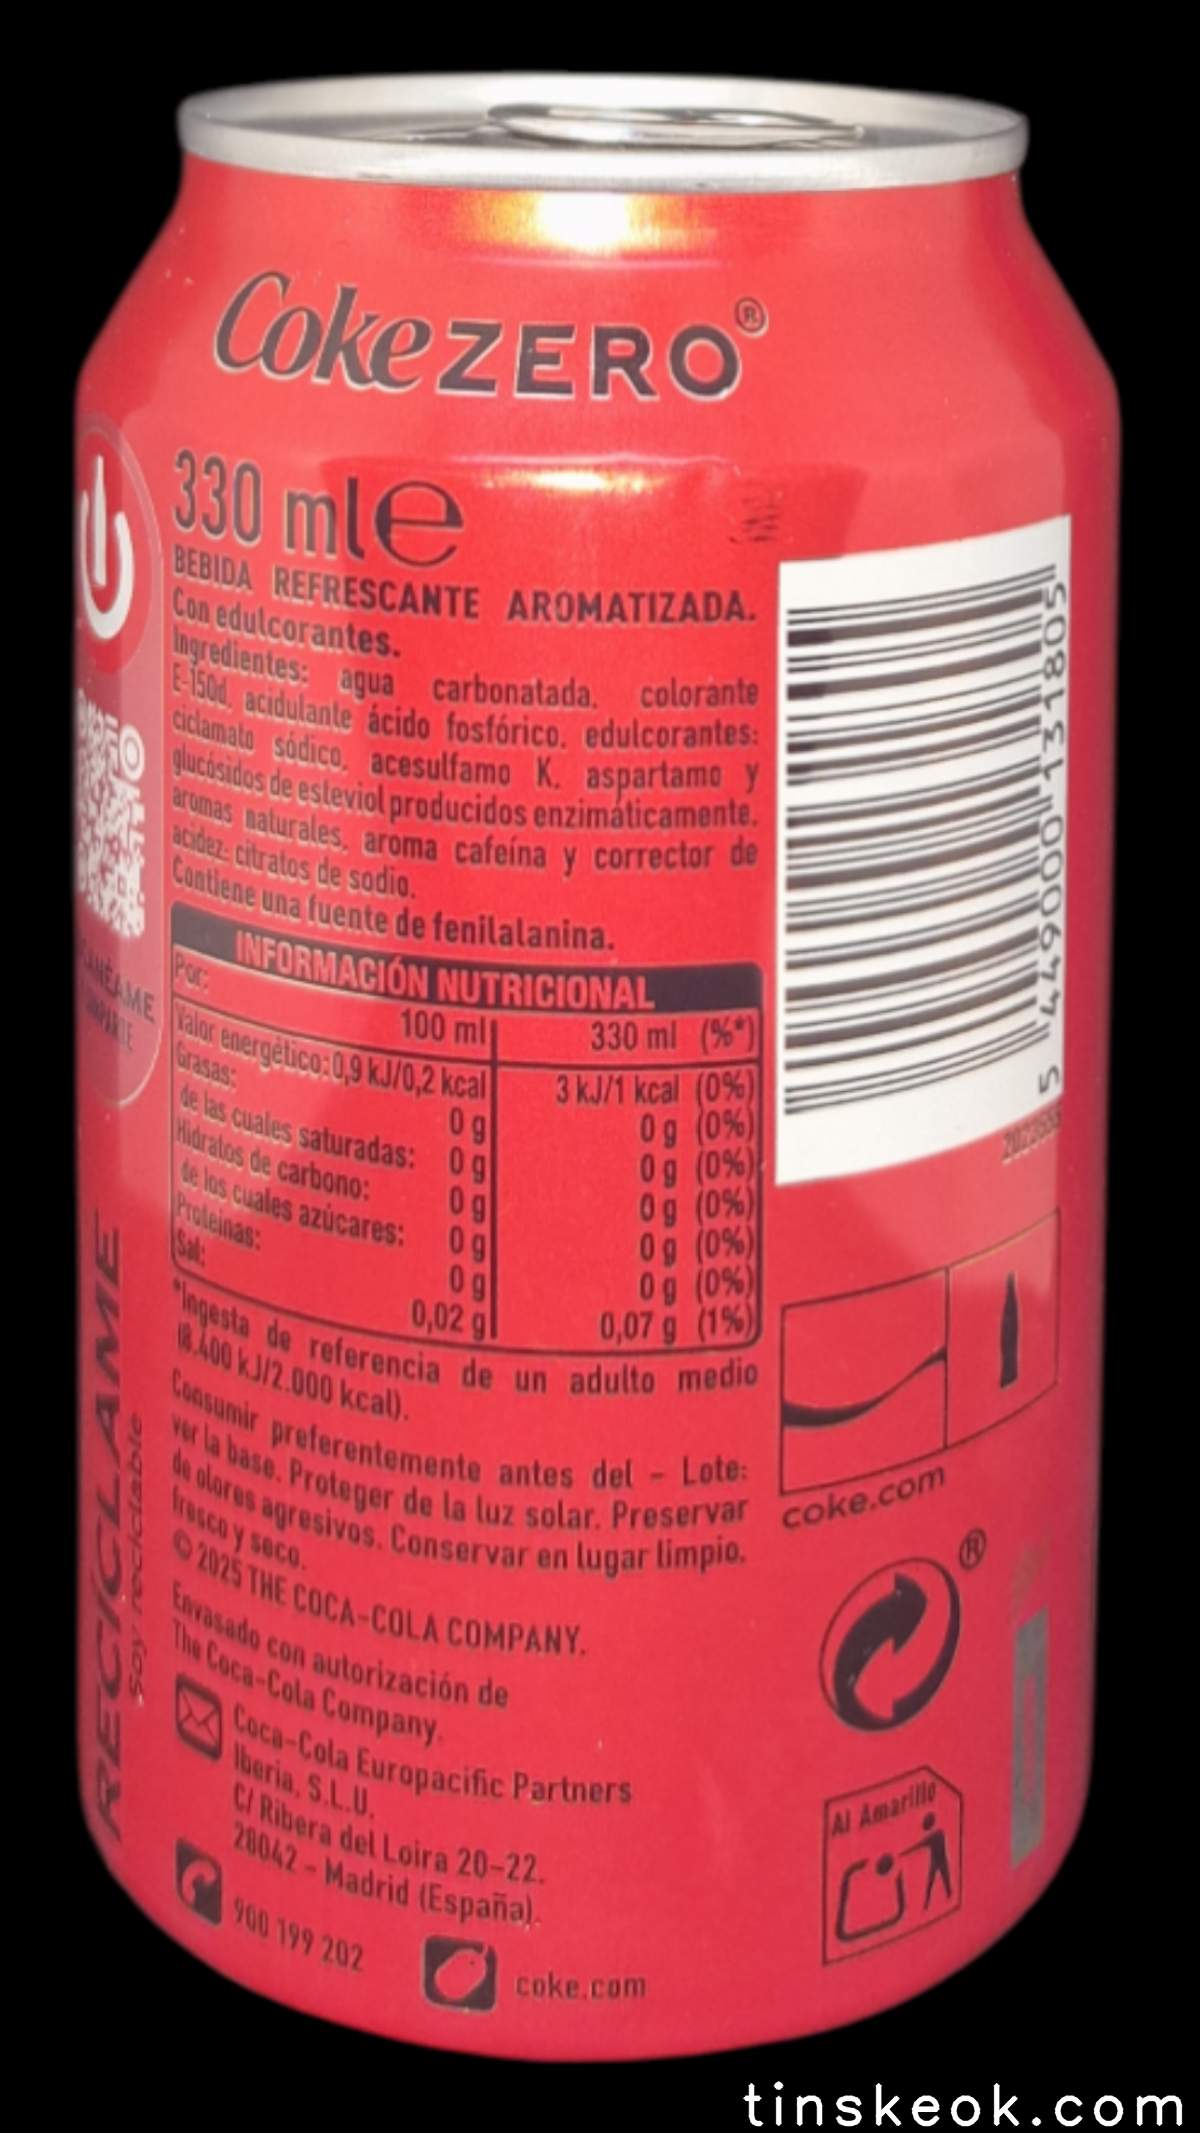 CokeZERO®
330 ml e
BEBIDA REFRESCANTE AROMATIZADA.
Con edulcorantes.
Ingredientes: agua carbonatada, colorante
E-150d, acidulante ácido fosfórico, edulcorantes:
ciclamato sódico, acesulfamo K, aspartamo y
glucósidos de esteviol producidos enzimáticamente,
aromas naturales, aroma cafeína y corrector de
acidez: citratos de sodio.
Contiene una fuente de fenilalanina.
INFORMACIÓN NUTRICIONAL
Por: 100 ml 330 ml (%*)
Valor energético: 0,9 kJ/0,2 kcal 3 kJ/1 kcal (0%)
Grasas: 0 g 0 g (0%)
de las cuales saturadas: 0 g 0 g (0%)
Hidratos de carbono: 0 g 0 g (0%)
de los cuales azúcares: 0 g 0 g (0%)
Proteínas: 0 g 0 g (0%)
Sal: 0,02 g 0,07 g (1%)
*Ingesta de referencia de un adulto medio
(8.400 kJ/2.000 kcal).
Consumir preferentemente antes del – Lote:
ver la base. Proteger de la luz solar. Preservar
de olores agresivos. Conservar en lugar limpio,
fresco y seco.
© 2025 THE COCA-COLA COMPANY.
Envasado con autorización de
The Coca-Cola Company.
Coca-Cola Europacific Partners
Iberia, S.L.U.
C/ Ribera del Loira 20-22.
28042 - Madrid (España).
900 199 202
coke.com
RECÍCLAME
Soy reciclable
5 449000 131805
coke.com
®
Al Amarillo
tinskeok.com